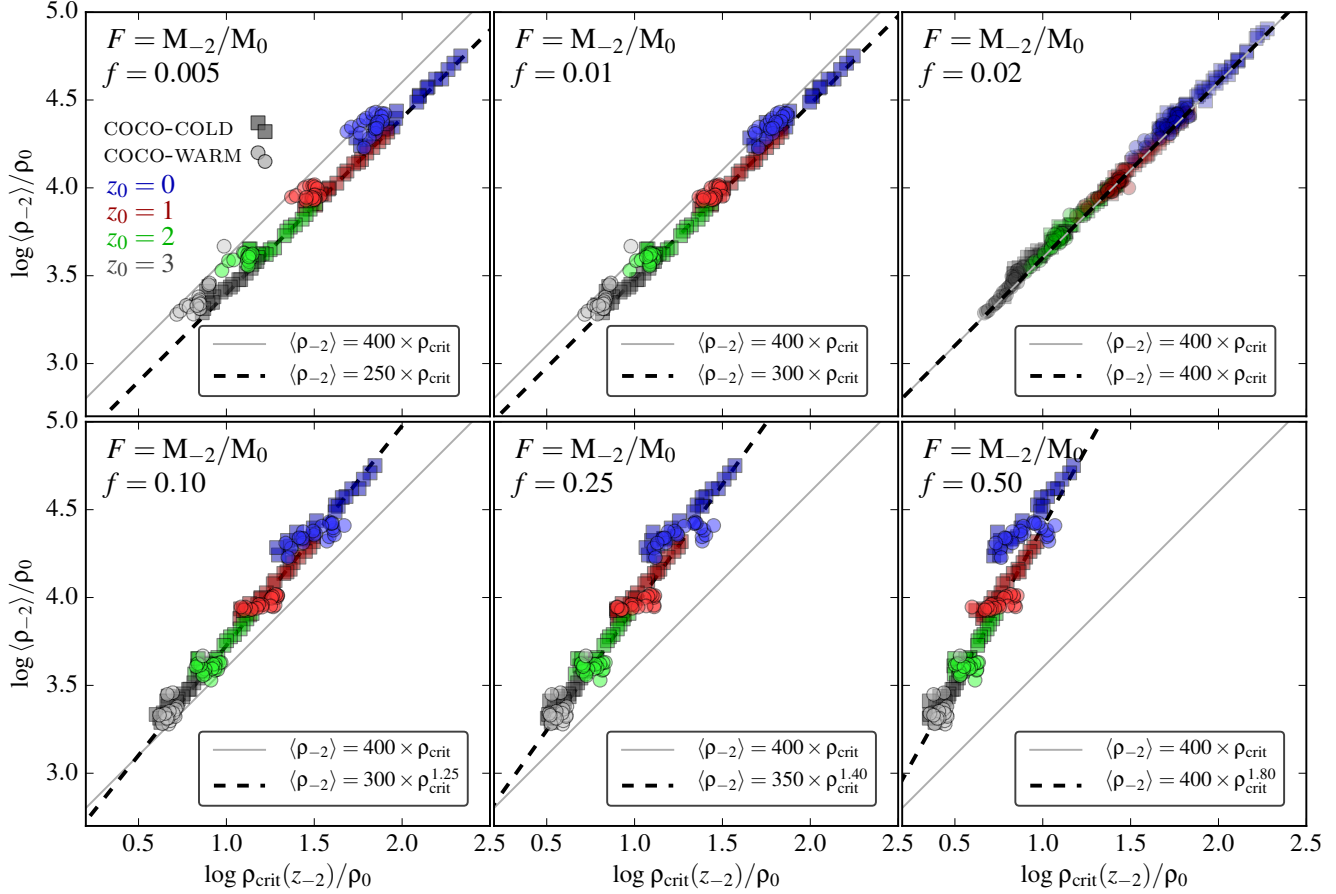 F = M₋₂/M₀
f = 0.005
COCO-COLD
COCO-WARM
z₀ = 0
z₀ = 1
z₀ = 2
z₀ = 3
⟨ρ₋₂⟩ = 400 × ρcrit
⟨ρ₋₂⟩ = 250 × ρcrit
log ⟨ρ₋₂⟩/ρ₀
5.0
4.5
4.0
3.5
3.0
F = M₋₂/M₀
f = 0.01
⟨ρ₋₂⟩ = 400 × ρcrit
⟨ρ₋₂⟩ = 300 × ρcrit
F = M₋₂/M₀
f = 0.02
⟨ρ₋₂⟩ = 400 × ρcrit
⟨ρ₋₂⟩ = 400 × ρcrit
F = M₋₂/M₀
f = 0.10
⟨ρ₋₂⟩ = 400 × ρcrit
⟨ρ₋₂⟩ = 300 × ρcrit^1.25
log ⟨ρ₋₂⟩/ρ₀
5.0
4.5
4.0
3.5
3.0
0.5 1.0 1.5 2.0 2.5
log ρcrit(z₋₂)/ρ₀
F = M₋₂/M₀
f = 0.25
⟨ρ₋₂⟩ = 400 × ρcrit
⟨ρ₋₂⟩ = 350 × ρcrit^1.40
0.5 1.0 1.5 2.0 2.5
log ρcrit(z₋₂)/ρ₀
F = M₋₂/M₀
f = 0.50
⟨ρ₋₂⟩ = 400 × ρcrit
⟨ρ₋₂⟩ = 400 × ρcrit^1.80
0.5 1.0 1.5 2.0 2.5
log ρcrit(z₋₂)/ρ₀